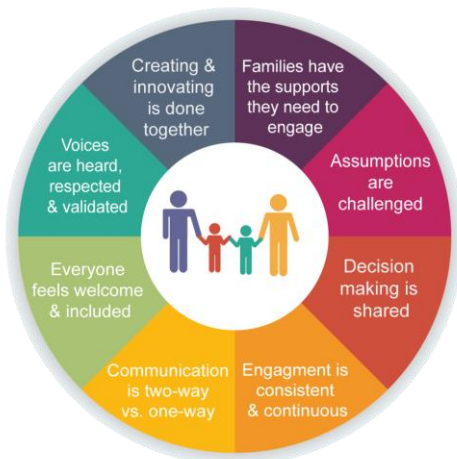 Families have
the supports
they need to
engage
Assumptions
are
challenged
Decision
making is
shared
Engagment is
consistent
& continuous
Communication
is two-way
vs. one-way
Everyone
feels welcome
& included
Voices
are heard,
respected
& validated
Creating &
innovating
is done
together